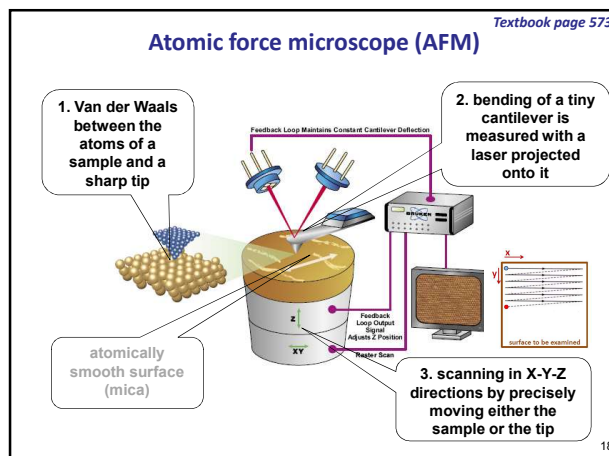 Textbook page 573
Atomic force microscope (AFM)
1. Van der Waals
between the
atoms of a
sample and a
sharp tip
2. bending of a tiny
cantilever is
measured with a
laser projected
onto it
Feedback Loop Maintains Constant Cantilever Deflection
BRUKER
X
y
surface to be examined
Z
XY
Feedback
Loop Output
Signal
Adjusts Z Position
Raster Scan
atomically
smooth surface
(mica)
3. scanning in X-Y-Z
directions by precisely
moving either the
sample or the tip
18